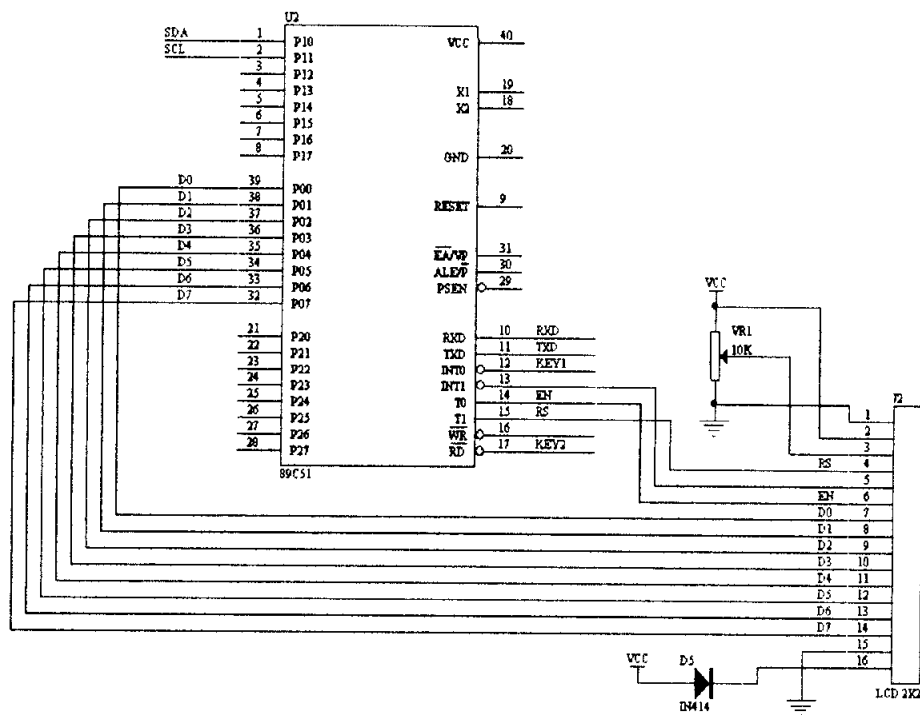 U2
SDA 1 P10
SCL 2 P11
3 P12
4 P13
5 P14
6 P15
7 P16
8 P17
D0 39 P00
D1 38 P01
D2 37 P02
D3 36 P03
D4 35 P04
D5 34 P05
D6 33 P06
D7 32 P07
21 P20
22 P21
23 P22
24 P23
25 P24
26 P25
27 P26
28 P27
VCC 40
X1 19
X2 18
GND 20
RESET 9
EA/VP 31
ALE/P 30
PSEN 29
RXD 10 RXD
TXD 11 TXD
INT0 12 KEY1
INT1 13
T0 14 EN
T1 15 RS
WR 16
RD 17 KEY2
89C51
VCC
VR1
10K
J2
1
2
3
RS 4
5
EN 6
D0 7
D1 8
D2 9
D3 10
D4 11
D5 12
D6 13
D7 14
15
16
VCC D5
IN414
LCD 2X2